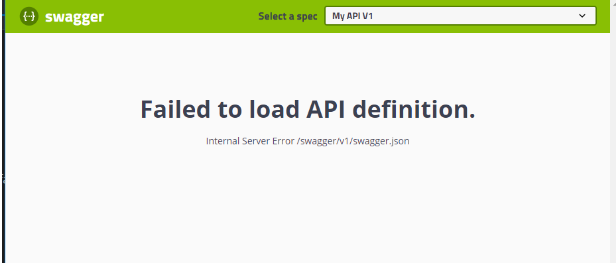 {··} swagger Select a spec My API V1
Failed to load API definition.
Internal Server Error /swagger/v1/swagger.json